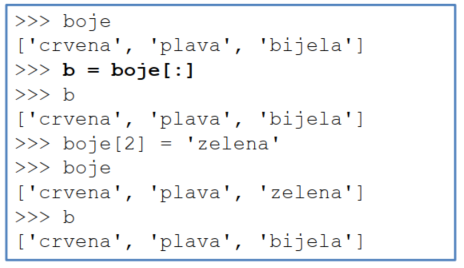 >>> boje
['crvena', 'plava', 'bijela']
>>> b = boje[:]
>>> b
['crvena', 'plava', 'bijela']
>>> boje[2] = 'zelena'
>>> boje
['crvena', 'plava', 'zelena']
>>> b
['crvena', 'plava', 'bijela']